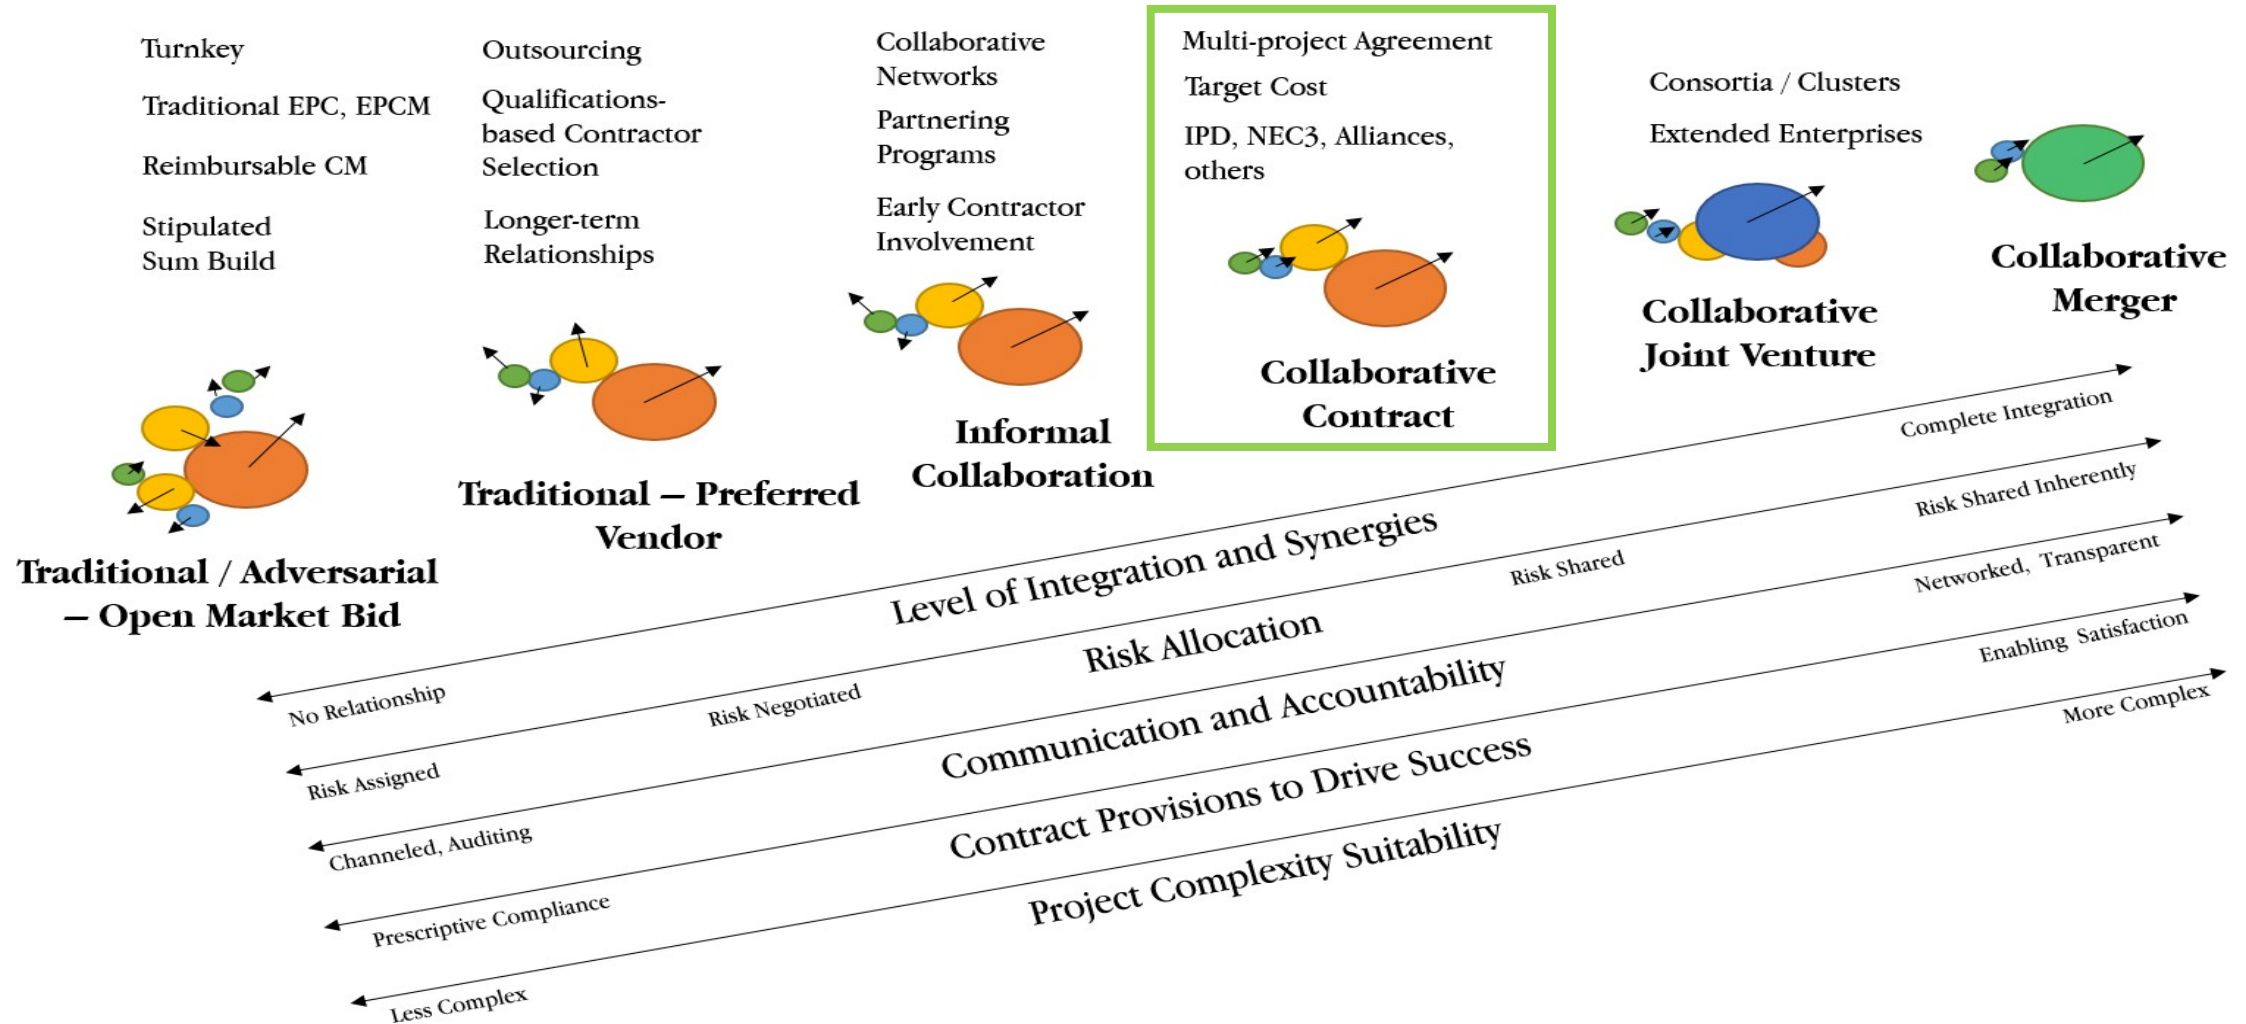 Turnkey
Traditional EPC, EPCM
Reimbursable CM
Stipulated
Sum Build
Traditional / Adversarial
– Open Market Bid
Outsourcing
Qualifications-
based Contractor
Selection
Longer-term
Relationships
Traditional – Preferred
Vendor
Collaborative
Networks
Partnering
Programs
Early Contractor
Involvement
Informal
Collaboration
Multi-project Agreement
Target Cost
IPD, NEC3, Alliances,
others
Collaborative
Contract
Consortia / Clusters
Extended Enterprises
Collaborative
Joint Venture
Collaborative
Merger
No Relationship
Level of Integration and Synergies
Complete Integration
Risk Assigned
Risk Negotiated
Risk Allocation
Risk Shared
Risk Shared Inherently
Channeled, Auditing
Communication and Accountability
Networked, Transparent
Prescriptive Compliance
Contract Provisions to Drive Success
Enabling Satisfaction
Less Complex
Project Complexity Suitability
More Complex